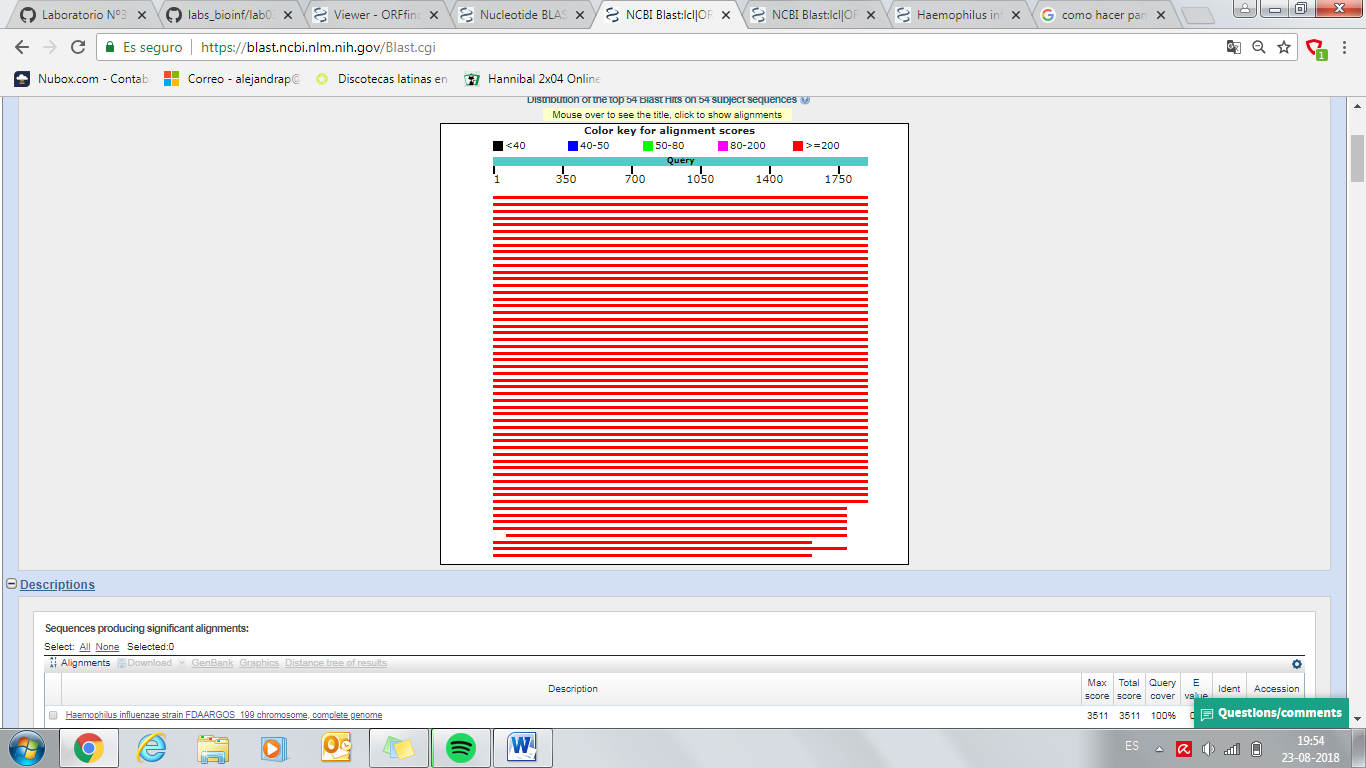 Laboratorio Nº3
labs_bioinf/lab03
Viewer - ORFfind
Nucleotide BLAS
NCBI Blast:lcl|OR
NCBI Blast:lcl|OF
Haemophilus inf
como hacer pan
Es seguro https://blast.ncbi.nlm.nih.gov/Blast.cgi
1
Nubox.com - Contab
Correo - alejandrap@
Discotecas latinas en
Hannibal 2x04 Online
Distribution of the top 54 Blast Hits on 54 subject sequences
Mouse over to see the title, click to show alignments
Color key for alignment scores
<40 40-50 50-80 80-200 >=200
Query
1 350 700 1050 1400 1750
Descriptions
Sequences producing significant alignments:
Select: All None Selected:0
Alignments Download GenBank Graphics Distance tree of results
Description Max score Total score Query cover E value Ident Accession
Haemophilus influenzae strain FDAARGOS_199 chromosome, complete genome 3511 3511 100%
Questions/comments
ES
19:54
23-08-2018